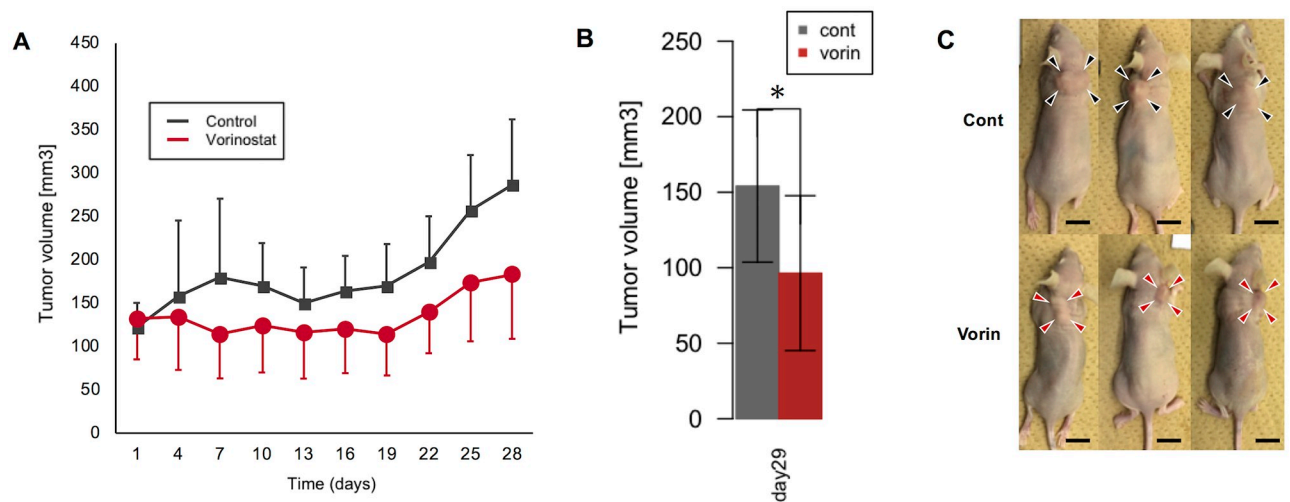 A
450
400
350
300
250
200
150
100
50
0
Tumor volume [mm3]
Control
Vorinostat
1 4 7 10 13 16 19 22 25 28
Time (days)
B
cont
vorin
250
200
150
100
50
0
Tumor volume [mm3]
*
day29
C
Cont
Vorin